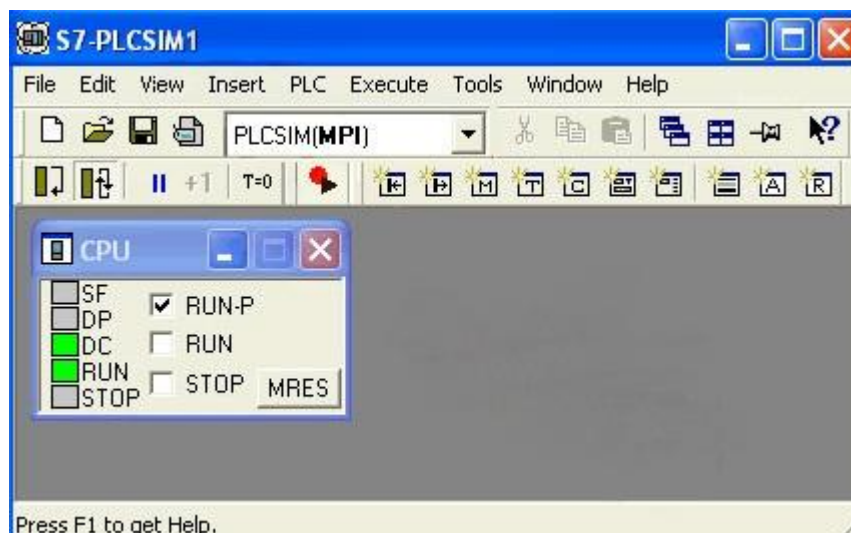 S7-PLCSIM1
File Edit View Insert PLC Execute Tools Window Help
PLCSIM(MPI)
+1 T=0 M T C A R
CPU
SF
DP
DC
RUN
STOP
RUN-P
RUN
STOP
MRES
Press F1 to get Help.